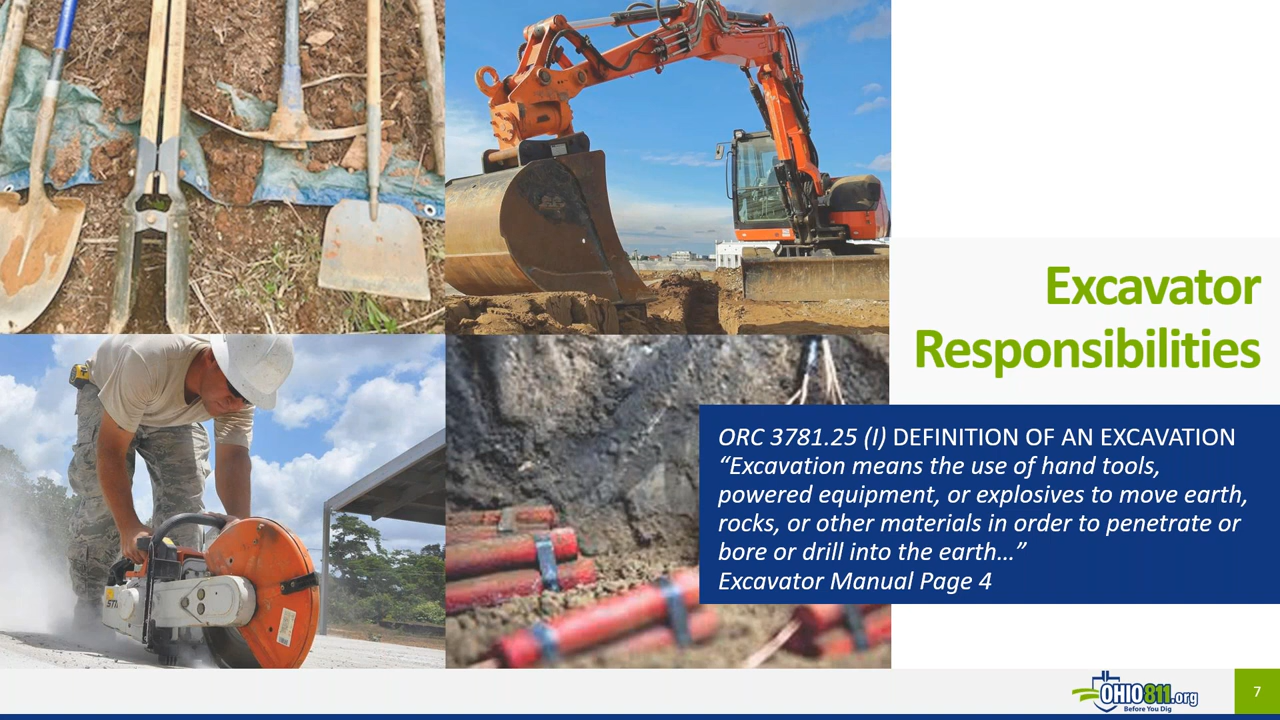 Excavator
Responsibilities
ORC 3781.25 (I) DEFINITION OF AN EXCAVATION
“Excavation means the use of hand tools,
powered equipment, or explosives to move earth,
rocks, or other materials in order to penetrate or
bore or drill into the earth…”
Excavator Manual Page 4
OHIO811.org
Before You Dig
7